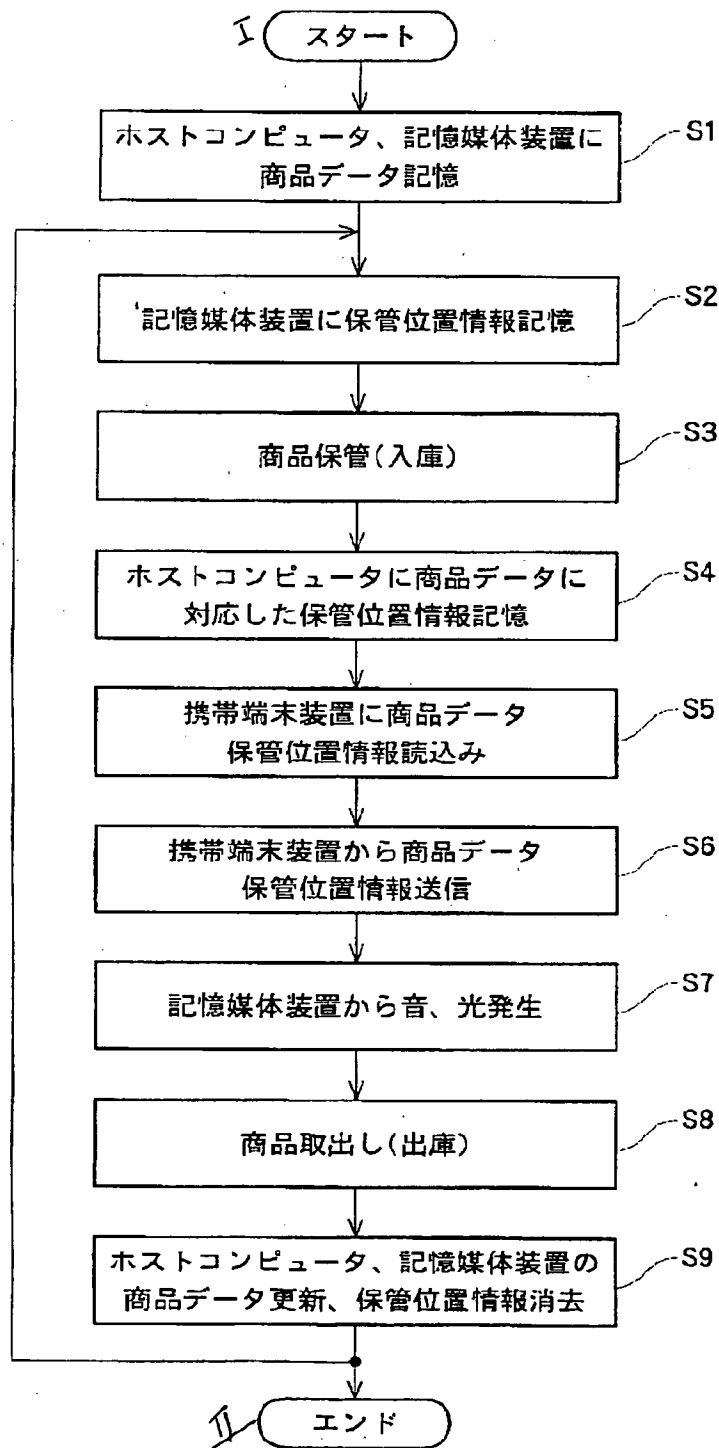 I スタート
ホストコンピュータ、記憶媒体装置に
商品データ記憶
S1
記憶媒体装置に保管位置情報記憶
S2
商品保管(入庫)
S3
ホストコンピュータに商品データに
対応した保管位置情報記憶
S4
携帯端末装置に商品データ
保管位置情報読込み
S5
携帯端末装置から商品データ
保管位置情報送信
S6
記憶媒体装置から音、光発生
S7
商品取出し(出庫)
S8
ホストコンピュータ、記憶媒体装置の
商品データ更新、保管位置情報消去
S9
II エンド